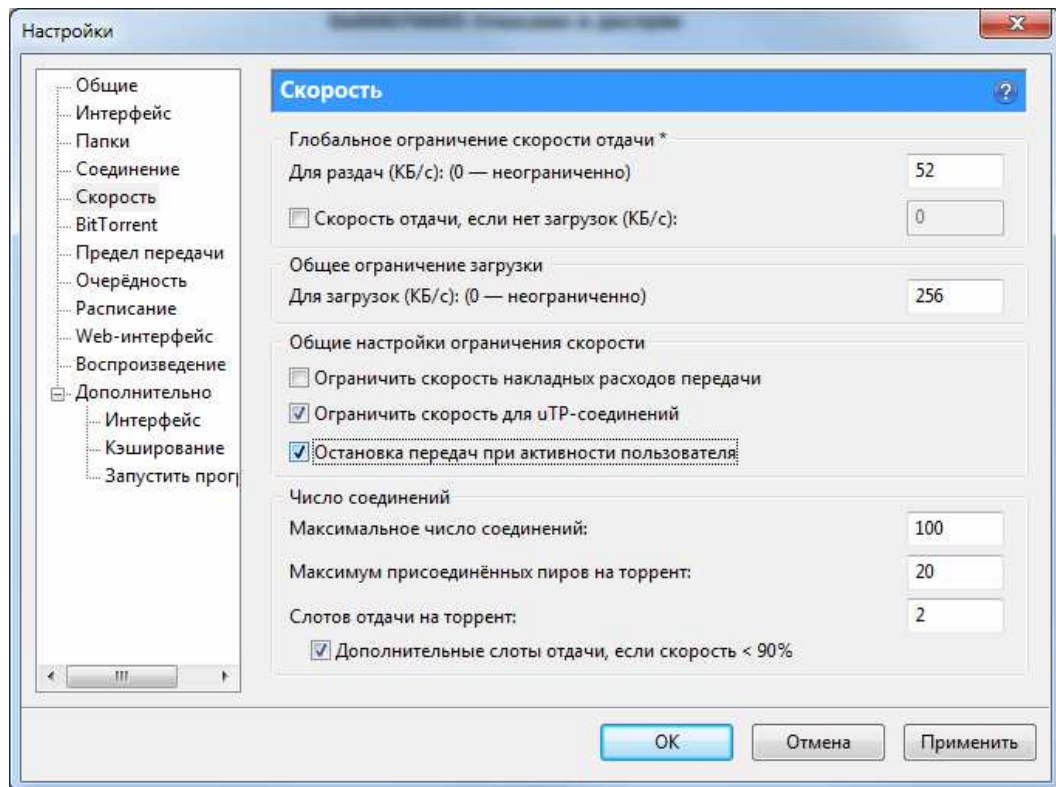 Настройки
Общие
Интерфейс
Папки
Соединение
Скорость
BitTorrent
Предел передачи
Очерёдность
Расписание
Web-интерфейс
Воспроизведение
Дополнительно
Интерфейс
Кэширование
Запустить прог
Скорость
Глобальное ограничение скорости отдачи *
Для раздач (КБ/с): (0 — неограниченно) 52
Скорость отдачи, если нет загрузок (КБ/с): 0
Общее ограничение загрузки
Для загрузок (КБ/с): (0 — неограниченно) 256
Общие настройки ограничения скорости
Ограничить скорость накладных расходов передачи
Ограничить скорость для uTP-соединений
Остановка передач при активности пользователя
Число соединений
Максимальное число соединений: 100
Максимум присоединённых пиров на торрент: 20
Слотов отдачи на торрент: 2
Дополнительные слоты отдачи, если скорость < 90%
OK Отмена Применить